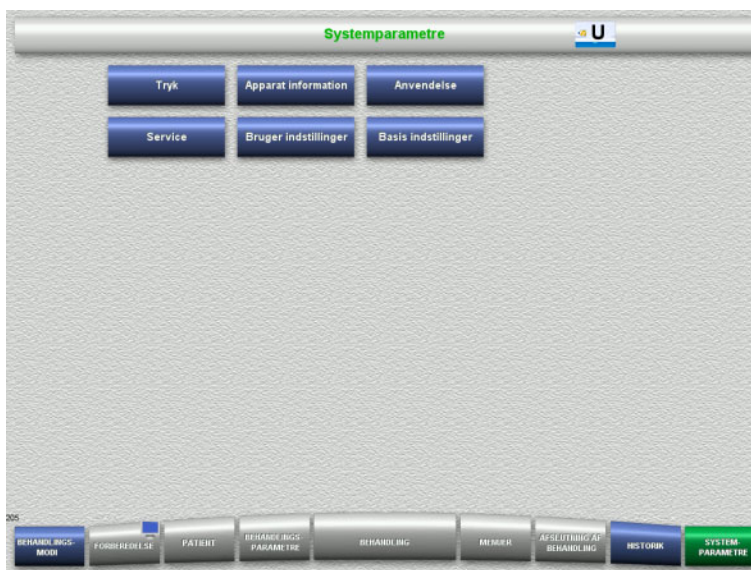 Systemparametre
U
Tryk
Apparat information
Anvendelse
Service
Bruger indstillinger
Basis indstillinger
205
BEHANDLINGS-
MODI
FORBEREDELSE
PATIENT
BEHANDLINGS-
PARAMETRE
BEHANDLING
MENUER
AFSLUTNING AF
BEHANDLING
HISTORIK
SYSTEM-
PARAMETRE